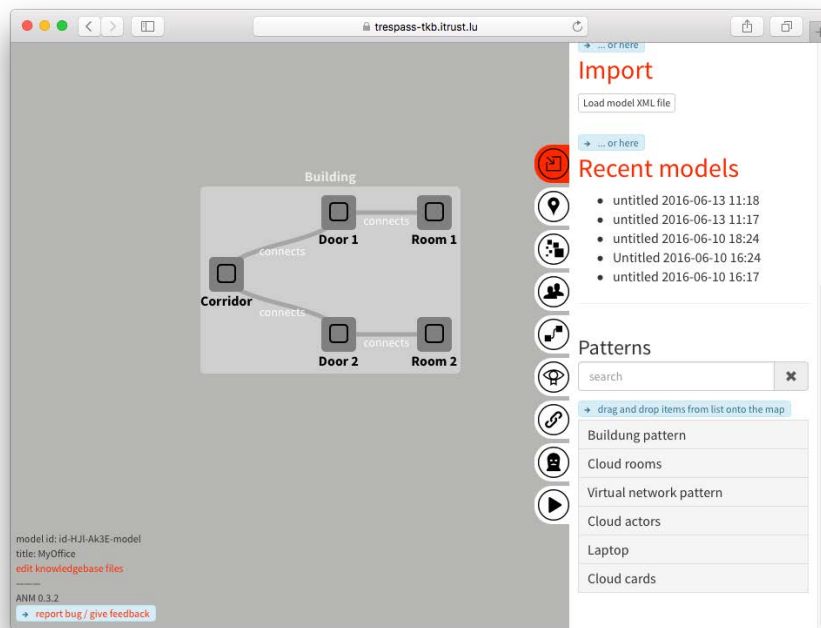 trespass-tkb.itrust.lu
Building
Door 1
connects
Room 1
connects
Corridor
connects
Door 2
connects
Room 2
model id: id-HJl-Ak3E-model
title: MyOffice
edit knowledgebase files
———
ANM 0.3.2
→ report bug / give feedback
→ ... or here
Import
Load model XML file
→ ... or here
Recent models
• untitled 2016-06-13 11:18
• untitled 2016-06-13 11:17
• untitled 2016-06-10 18:24
• Untitled 2016-06-10 16:24
• untitled 2016-06-10 16:17
Patterns
search
→ drag and drop items from list onto the map
Buildung pattern
Cloud rooms
Virtual network pattern
Cloud actors
Laptop
Cloud cards